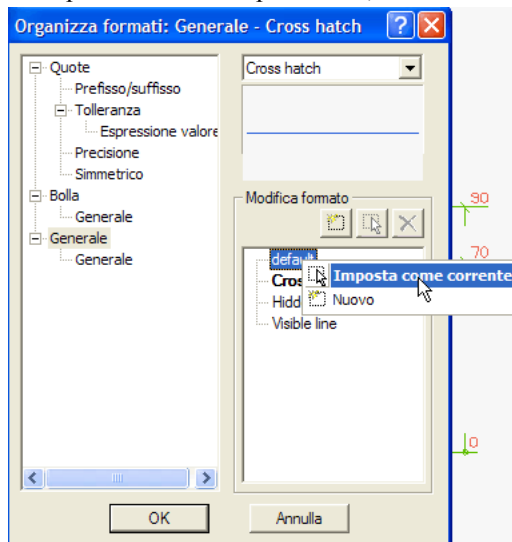 Organizza formati: Generale - Cross hatch
Quote
Prefisso/suffisso
Tolleranza
Espressione valore
Precisione
Simmetrico
Bolla
Generale
Generale
Generale
Cross hatch
Modifica formato
default
Cros
Hidd
Visible line
Imposta come corrente
Nuovo
OK
Annulla
90
70
0